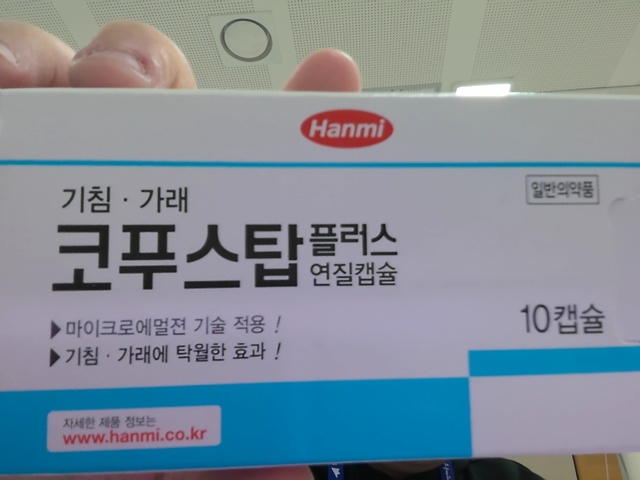 Hanmi
일반의약품
기침 · 가래
코푸스탑 플러스
연질캡슐
▶마이크로에멀젼 기술 적용 !
▶기침 · 가래에 탁월한 효과 !
10캡슐
자세한 제품 정보는
www.hanmi.co.kr